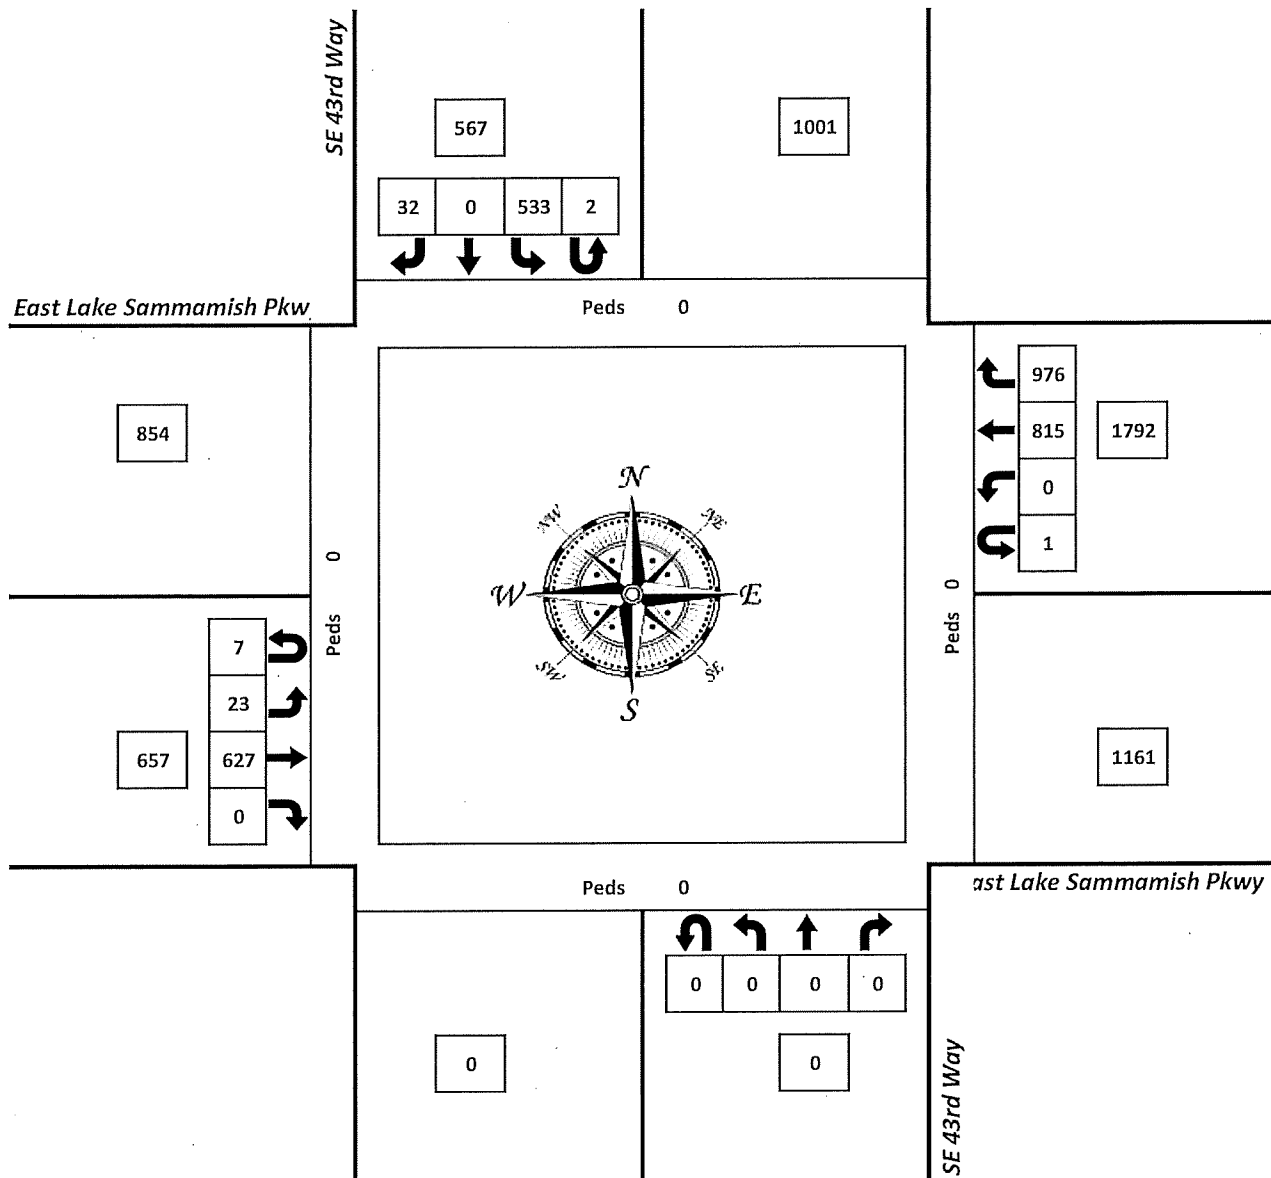 SE 43rd Way
567
1001
32 0 533 2
East Lake Sammamish Pkw
Peds 0
976
854
815 1792
0
1
N
NW NE
W E
SW SE
S
Peds 0
Peds 0
7
23
657 627
0
1161
Peds 0
ast Lake Sammamish Pkwy
0 0 0 0
0
0
SE 43rd Way